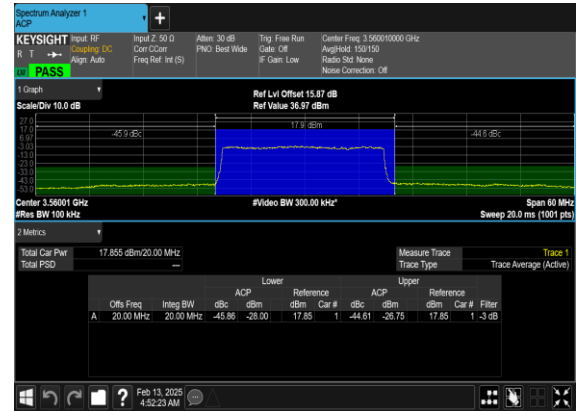 Spectrum Analyzer 1
ACP
+
KEYSIGHT Input: RF Input Z: 50 Ω Atten: 30 dB Trig: Free Run Center Freq: 3.560010000 GHz
R T Coupling: DC Corr CCorr PNO: Best Wide Gate: Off Avg|Hold: 150/150
Align: Auto Freq Ref: Int (S) IF Gain: Low Radio Std: None
LW PASS Noise Correction: Off
1 Graph Ref Lvl Offset 15.87 dB
Scale/Div 10.0 dB Ref Value 36.97 dBm
27.0
17.0 17.9 dBm
6.97 -45.9 dBc -44.6 dBc
-3.03
-13.0
-23.0
-33.0
-43.0
-53.0
Center 3.56001 GHz #Video BW 300.00 kHz* Span 60 MHz
#Res BW 100 kHz Sweep 20.0 ms (1001 pts)
2 Metrics
Total Car Pwr 17.855 dBm/20.00 MHz Measure Trace Trace 1
Total PSD --- Trace Type Trace Average (Active)
Lower Upper
ACP Reference ACP Reference
Offs Freq Integ BW dBc dBm dBm Car # dBc dBm dBm Car # Filter
A 20.00 MHz 20.00 MHz -45.86 -28.00 17.85 1 -44.61 -26.75 17.85 1 -3 dB
? Feb 13, 2025
4:52:23 AM